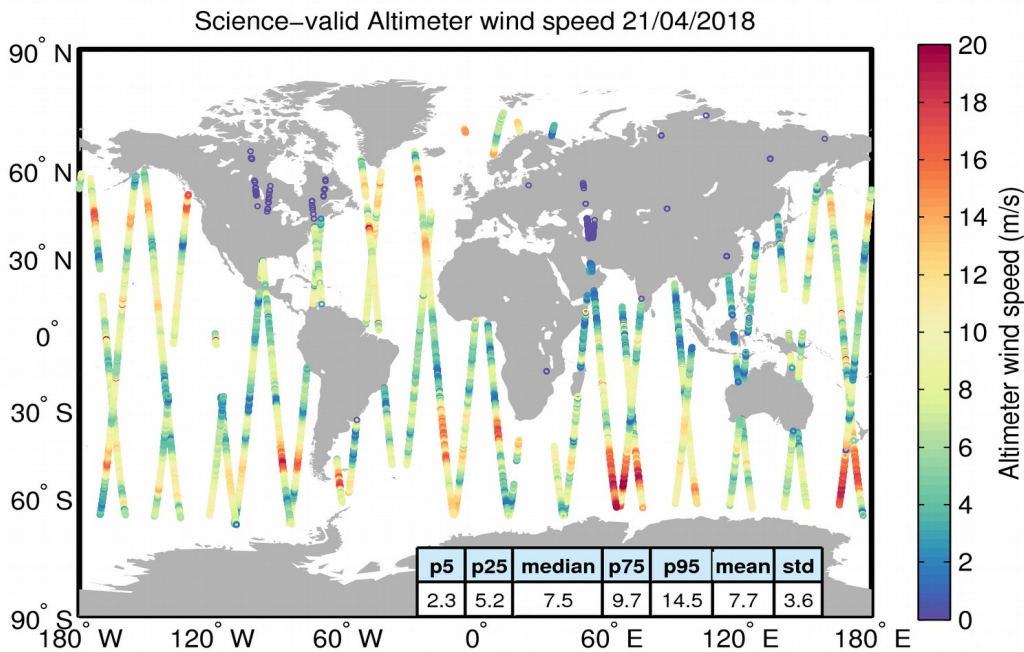 Science−valid Altimeter wind speed 21/04/2018
90° N
60° N
30° N
0°
30° S
60° S
90° S
180° W
120° W
60° W
0°
60° E
120° E
180° E
p5 p25 median p75 p95 mean std
2.3 5.2 7.5 9.7 14.5 7.7 3.6
20
18
16
14
12
10
8
6
4
2
0
Altimeter wind speed (m/s)